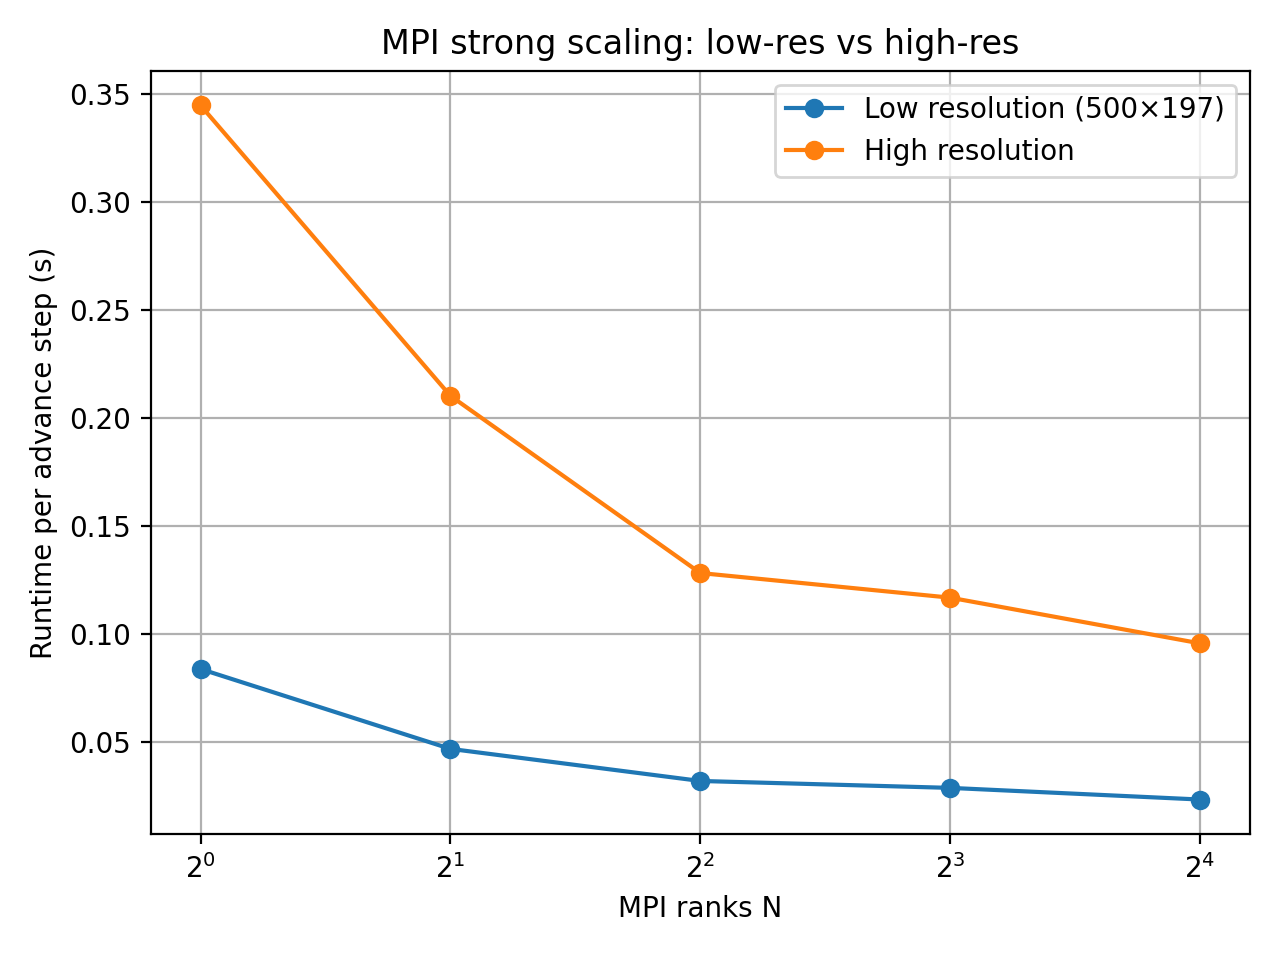 MPI strong scaling: low-res vs high-res
Low resolution (500×197)
High resolution
Runtime per advance step (s)
0.35
0.30
0.25
0.20
0.15
0.10
0.05
2⁰ 2¹ 2² 2³ 2⁴
MPI ranks N